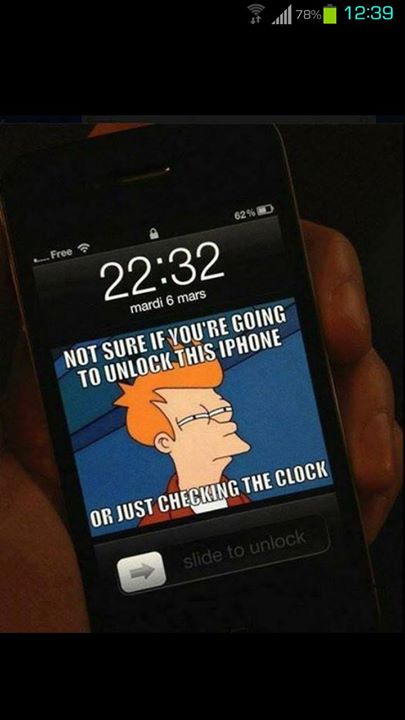 78% 12:39
62%
Free
22:32
mardi 6 mars
NOT SURE IF YOU'RE GOING
TO UNLOCK THIS IPHONE
OR JUST CHECKING THE CLOCK
slide to unlock